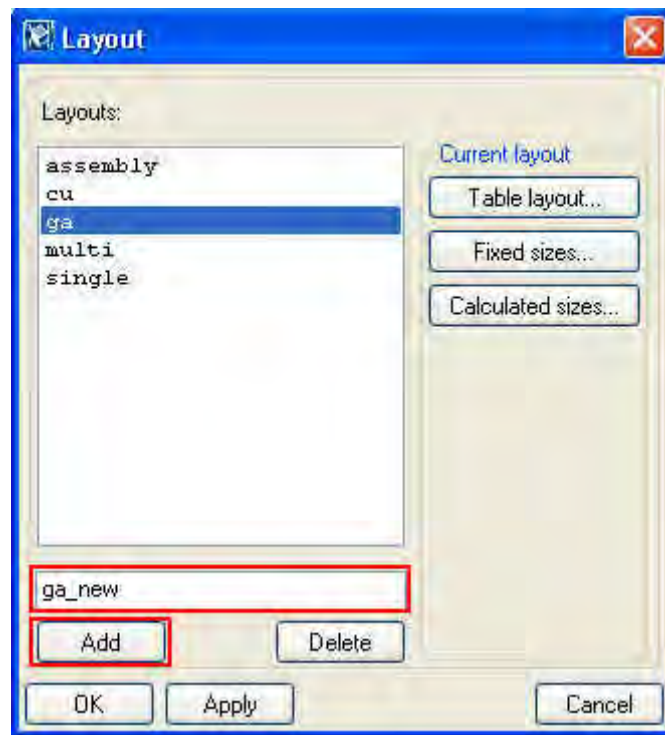 Layout
Layouts:
assembly
cu
ga
multi
single
Current layout
Table layout...
Fixed sizes...
Calculated sizes...
ga_new
Add
Delete
OK
Apply
Cancel